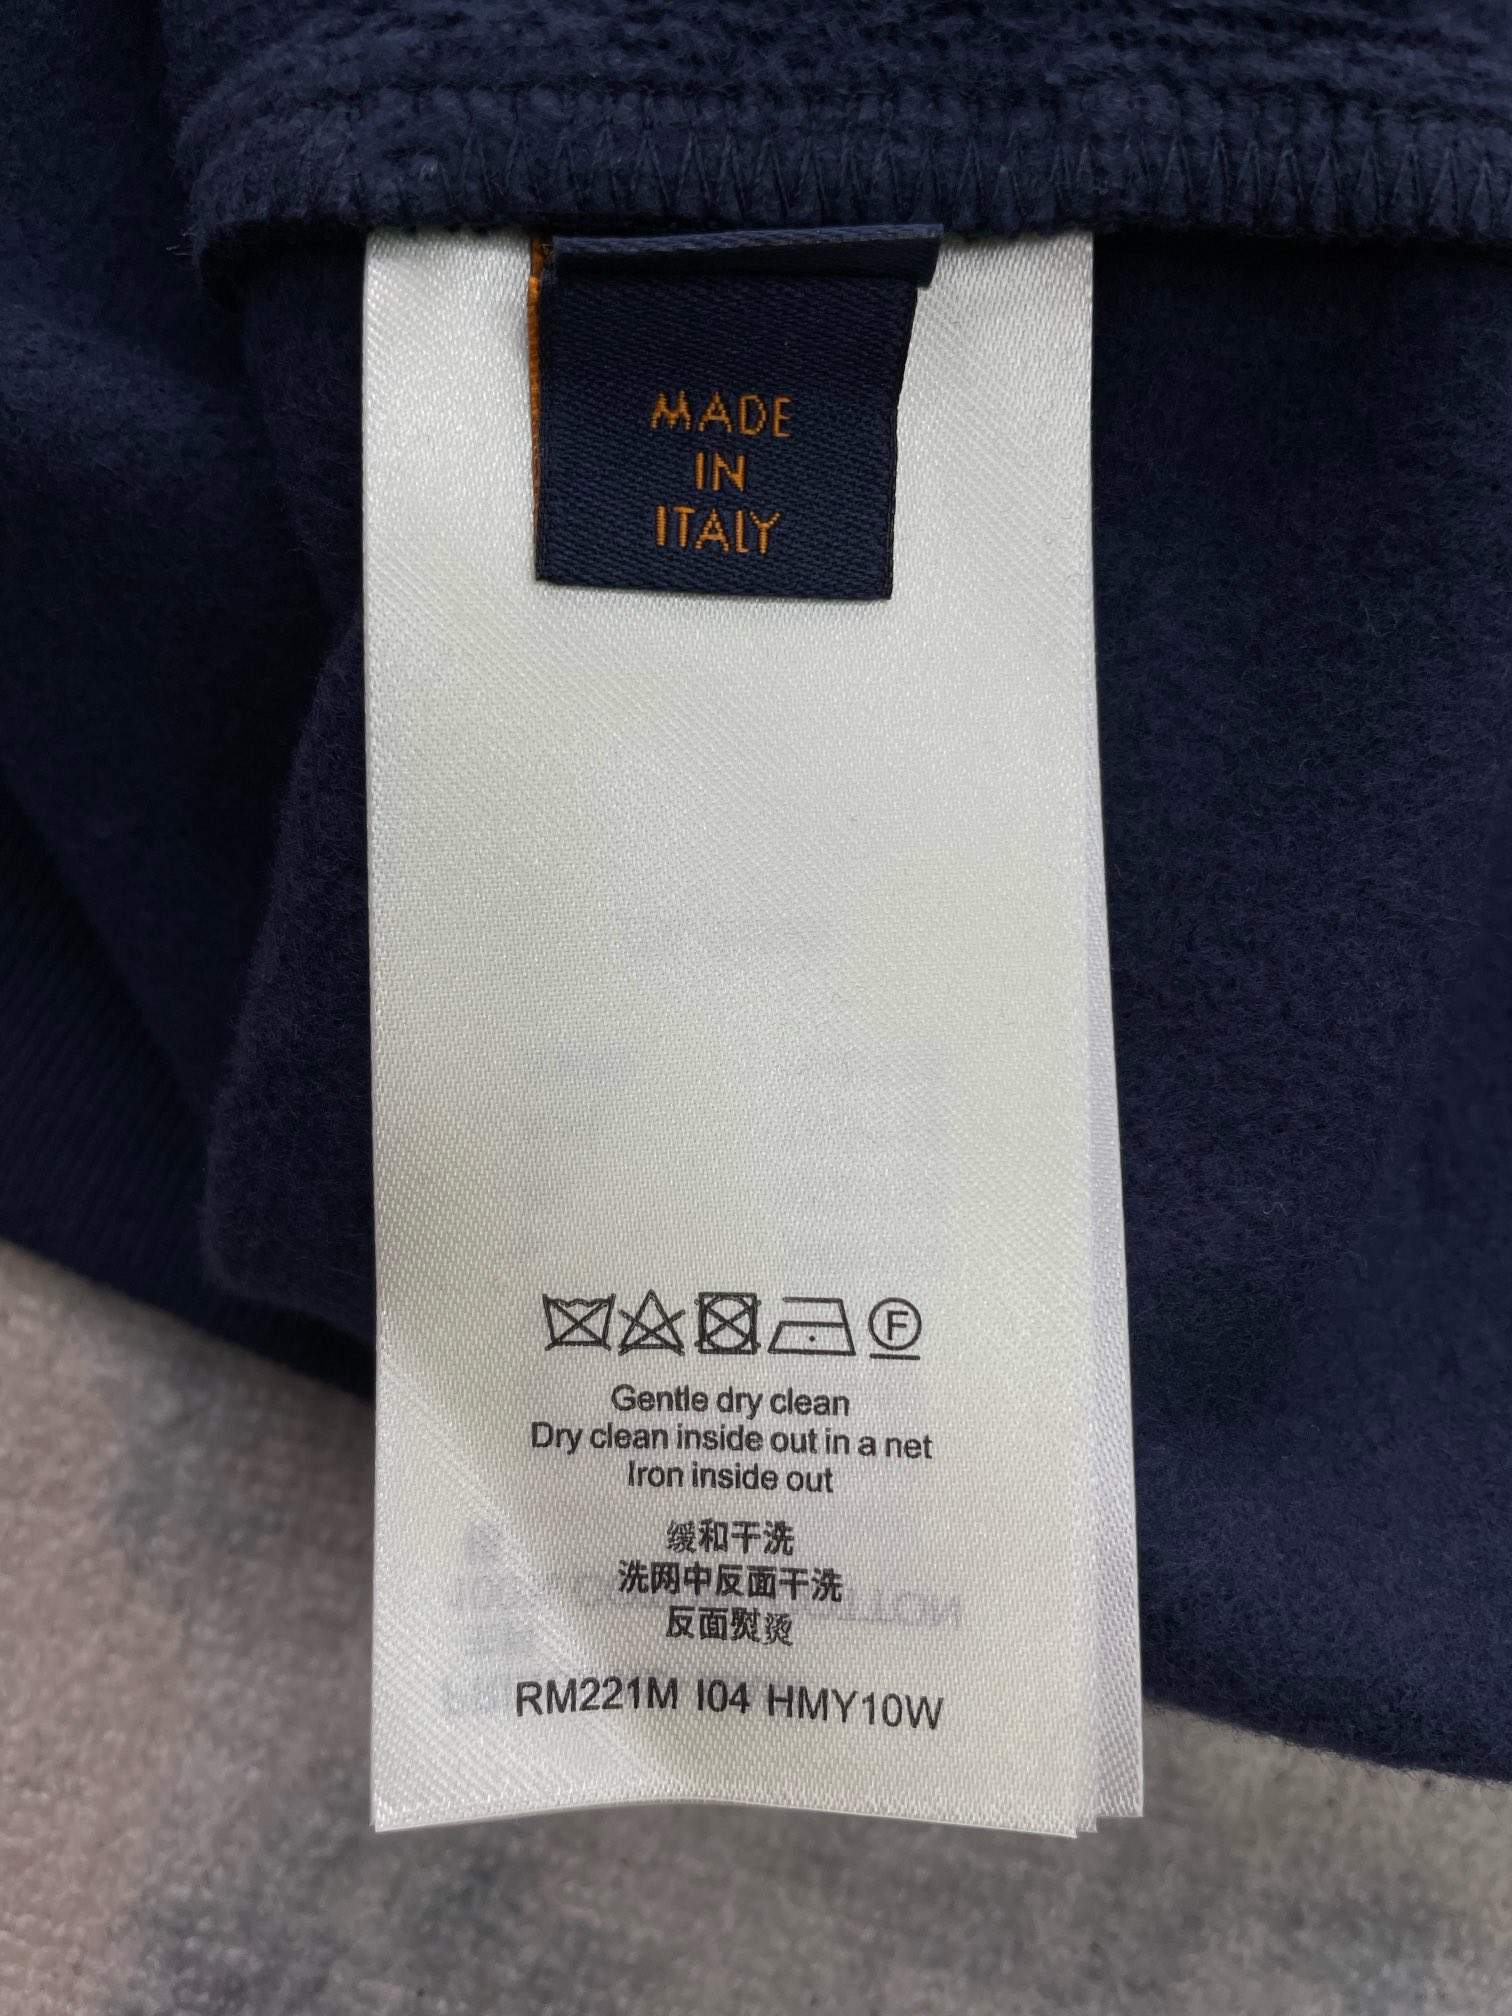 MADE
IN
ITALY
F
Gentle dry clean
Dry clean inside out in a net
Iron inside out
缓和干洗
洗网中反面干洗
反面熨烫
RM221M I04 HMY10W